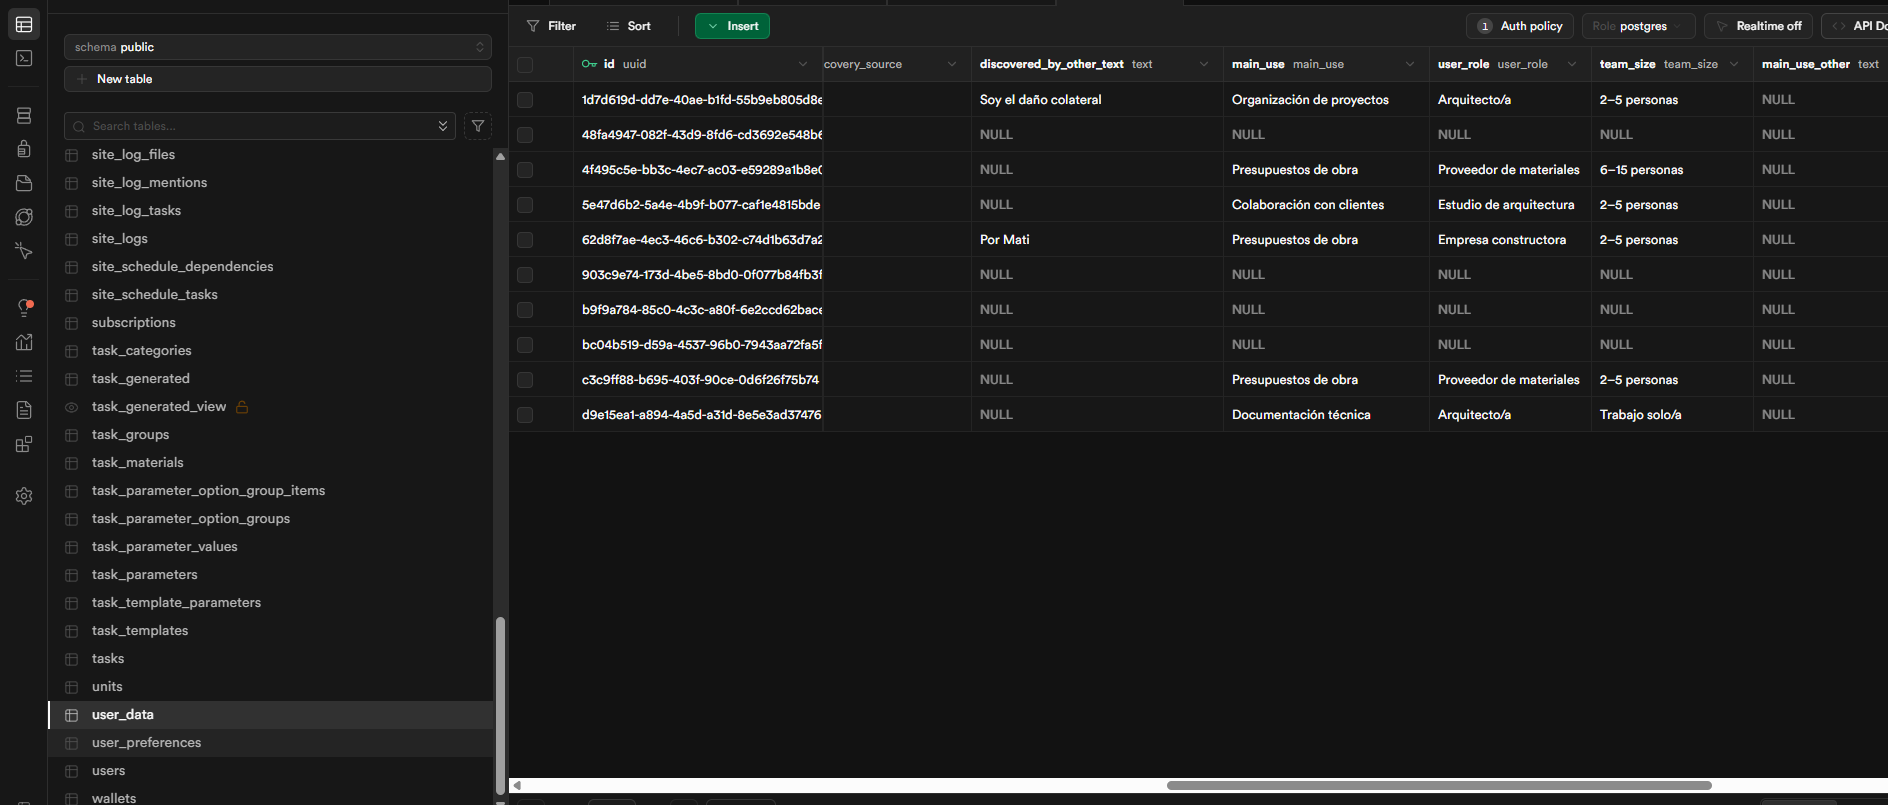 schema public
New table
Search tables...
site_log_files
site_log_mentions
site_log_tasks
site_logs
site_schedule_dependencies
site_schedule_tasks
subscriptions
task_categories
task_generated
task_generated_view
task_groups
task_materials
task_parameter_option_group_items
task_parameter_option_groups
task_parameter_values
task_parameters
task_template_parameters
task_templates
tasks
units
user_data
user_preferences
users
wallets
Filter Sort Insert 1 Auth policy Role postgres Realtime off API Do
id uuid covery_source discovered_by_other_text text main_use main_use user_role user_role team_size team_size main_use_other text
1d7d619d-dd7e-40ae-b1fd-55b9eb805d8e Soy el daño colateral Organización de proyectos Arquitecto/a 2–5 personas NULL
48fa4947-082f-43d9-8fd6-cd3692e548b6 NULL NULL NULL NULL NULL
4f495c5e-bb3c-4ec7-ac03-e59289a1b8e0 NULL Presupuestos de obra Proveedor de materiales 6–15 personas NULL
5e47d6b2-5a4e-4b9f-b077-caf1e4815bde NULL Colaboración con clientes Estudio de arquitectura 2–5 personas NULL
62d8f7ae-4ec3-46c6-b302-c74d1b63d7a2 Por Mati Presupuestos de obra Empresa constructora 2–5 personas NULL
903c9e74-173d-4be5-8bd0-0f077b84fb3f NULL NULL NULL NULL NULL
b9f9a784-85c0-4c3c-a80f-6e2ccd62bace NULL NULL NULL NULL NULL
bc04b519-d59a-4537-96b0-7943aa72fa5f NULL NULL NULL NULL NULL
c3c9ff88-b695-403f-90ce-0d6f26f75b74 NULL Presupuestos de obra Proveedor de materiales 2–5 personas NULL
d9e15ea1-a894-4a5d-a31d-8e5e3ad37476 NULL Documentación técnica Arquitecto/a Trabajo solo/a NULL